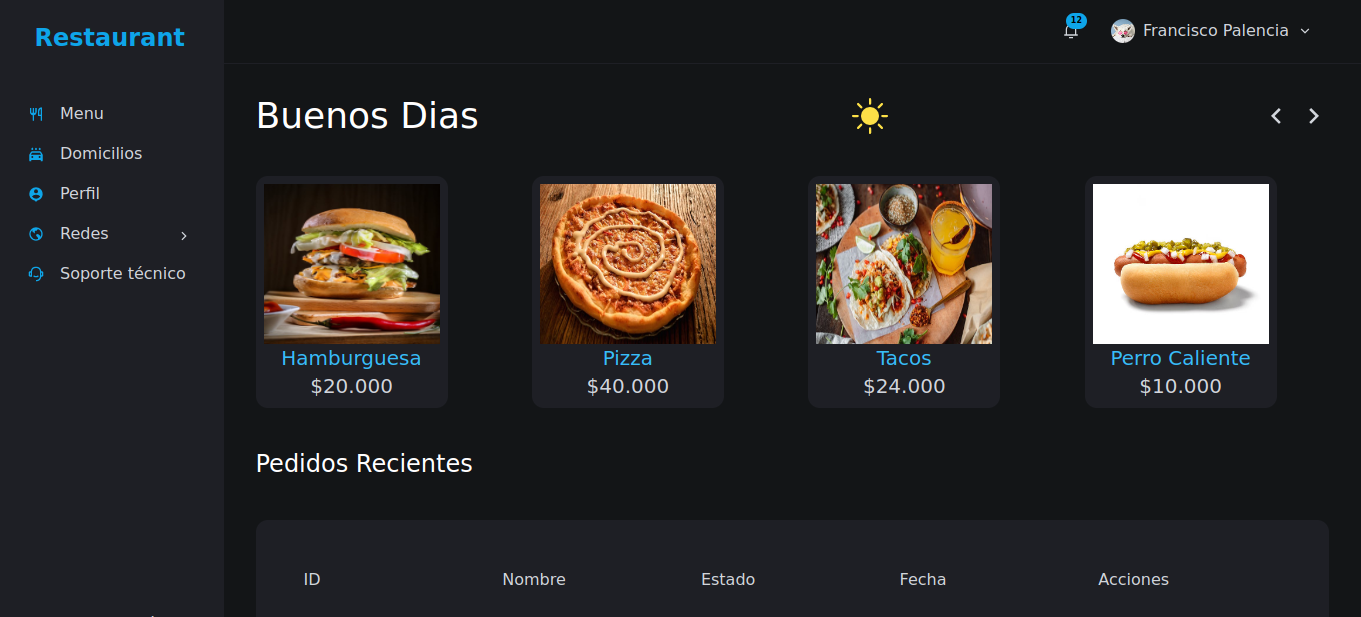 Restaurant
12
Francisco Palencia
Menu
Domicilios
Perfil
Redes
Soporte técnico
Buenos Dias
Hamburguesa
$20.000
Pizza
$40.000
Tacos
$24.000
Perro Caliente
$10.000
Pedidos Recientes
ID Nombre Estado Fecha Acciones